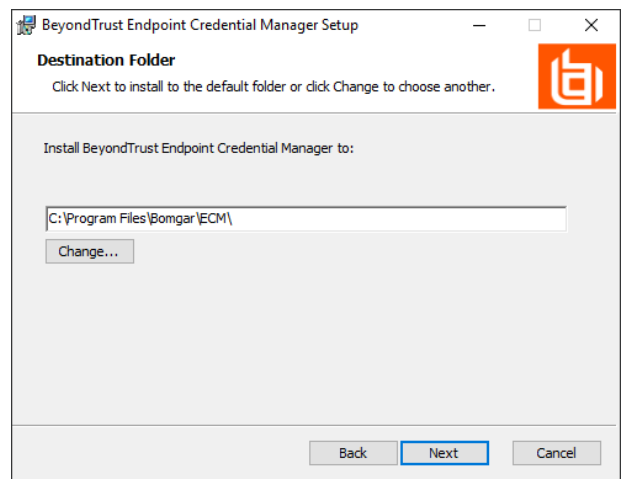 BeyondTrust Endpoint Credential Manager Setup
Destination Folder
Click Next to install to the default folder or click Change to choose another.
Install BeyondTrust Endpoint Credential Manager to:
C:\Program Files\Bomgar\ECM\
Change...
Back Next Cancel